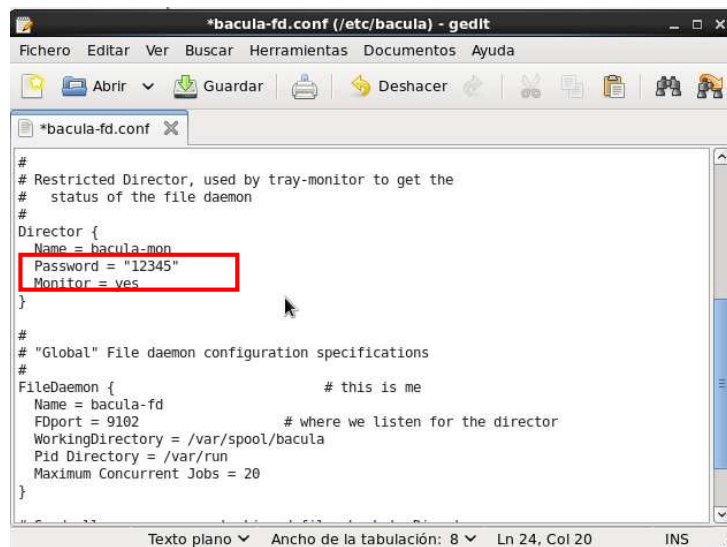 *bacula-fd.conf (/etc/bacula) - gedit
Fichero Editar Ver Buscar Herramientas Documentos Ayuda
Abrir Guardar Deshacer
*bacula-fd.conf
#
# Restricted Director, used by tray-monitor to get the
#   status of the file daemon
#
Director {
  Name = bacula-mon
  Password = "12345"
  Monitor = yes
}
#
# "Global" File daemon configuration specifications
#
FileDaemon {                          # this is me
  Name = bacula-fd
  FDport = 9102                  # where we listen for the director
  WorkingDirectory = /var/spool/bacula
  Pid Directory = /var/run
  Maximum Concurrent Jobs = 20
}
Texto plano Ancho de la tabulación: 8 Ln 24, Col 20 INS